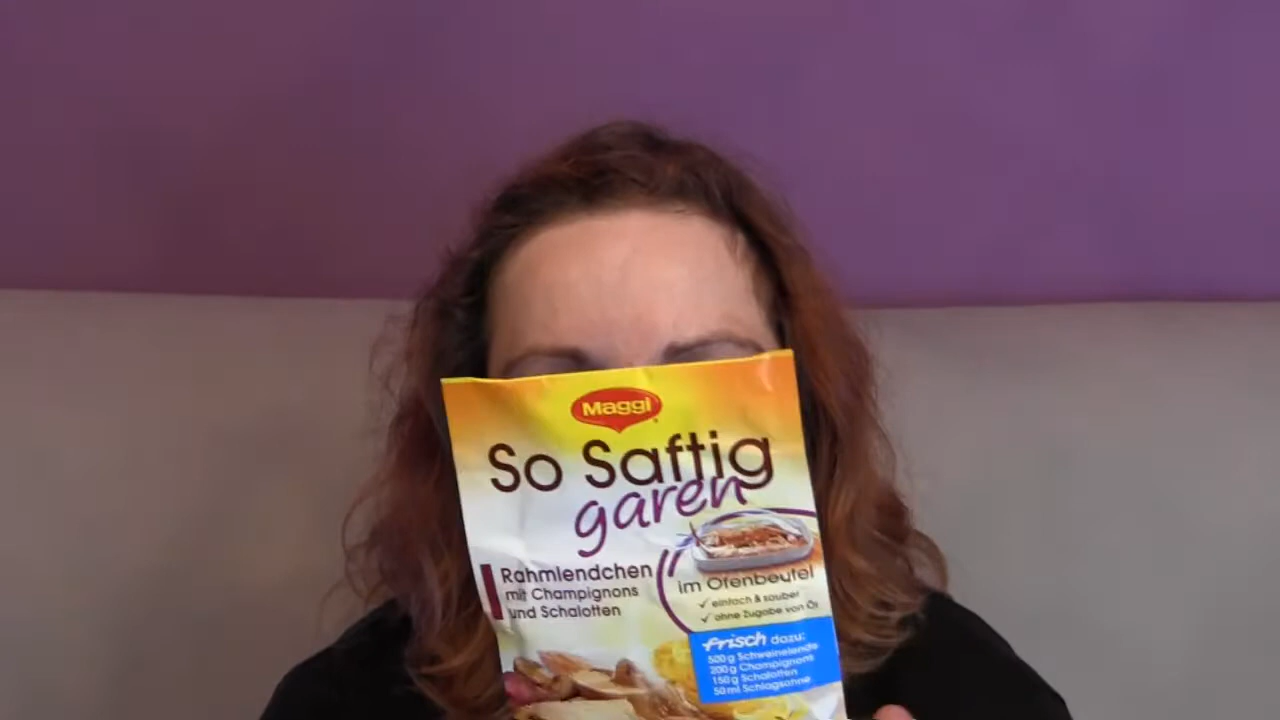 Maggi
So Saftig
garen
Rahmlendchen
mit Champignons
und Schalotten
im Ofenbeutel
✓ einfach & sauber
✓ ohne Zugabe von Öl
frisch dazu:
500 g Schweinelende
200 g Champignons
150 g Schalotten
50 ml Schlagsahne